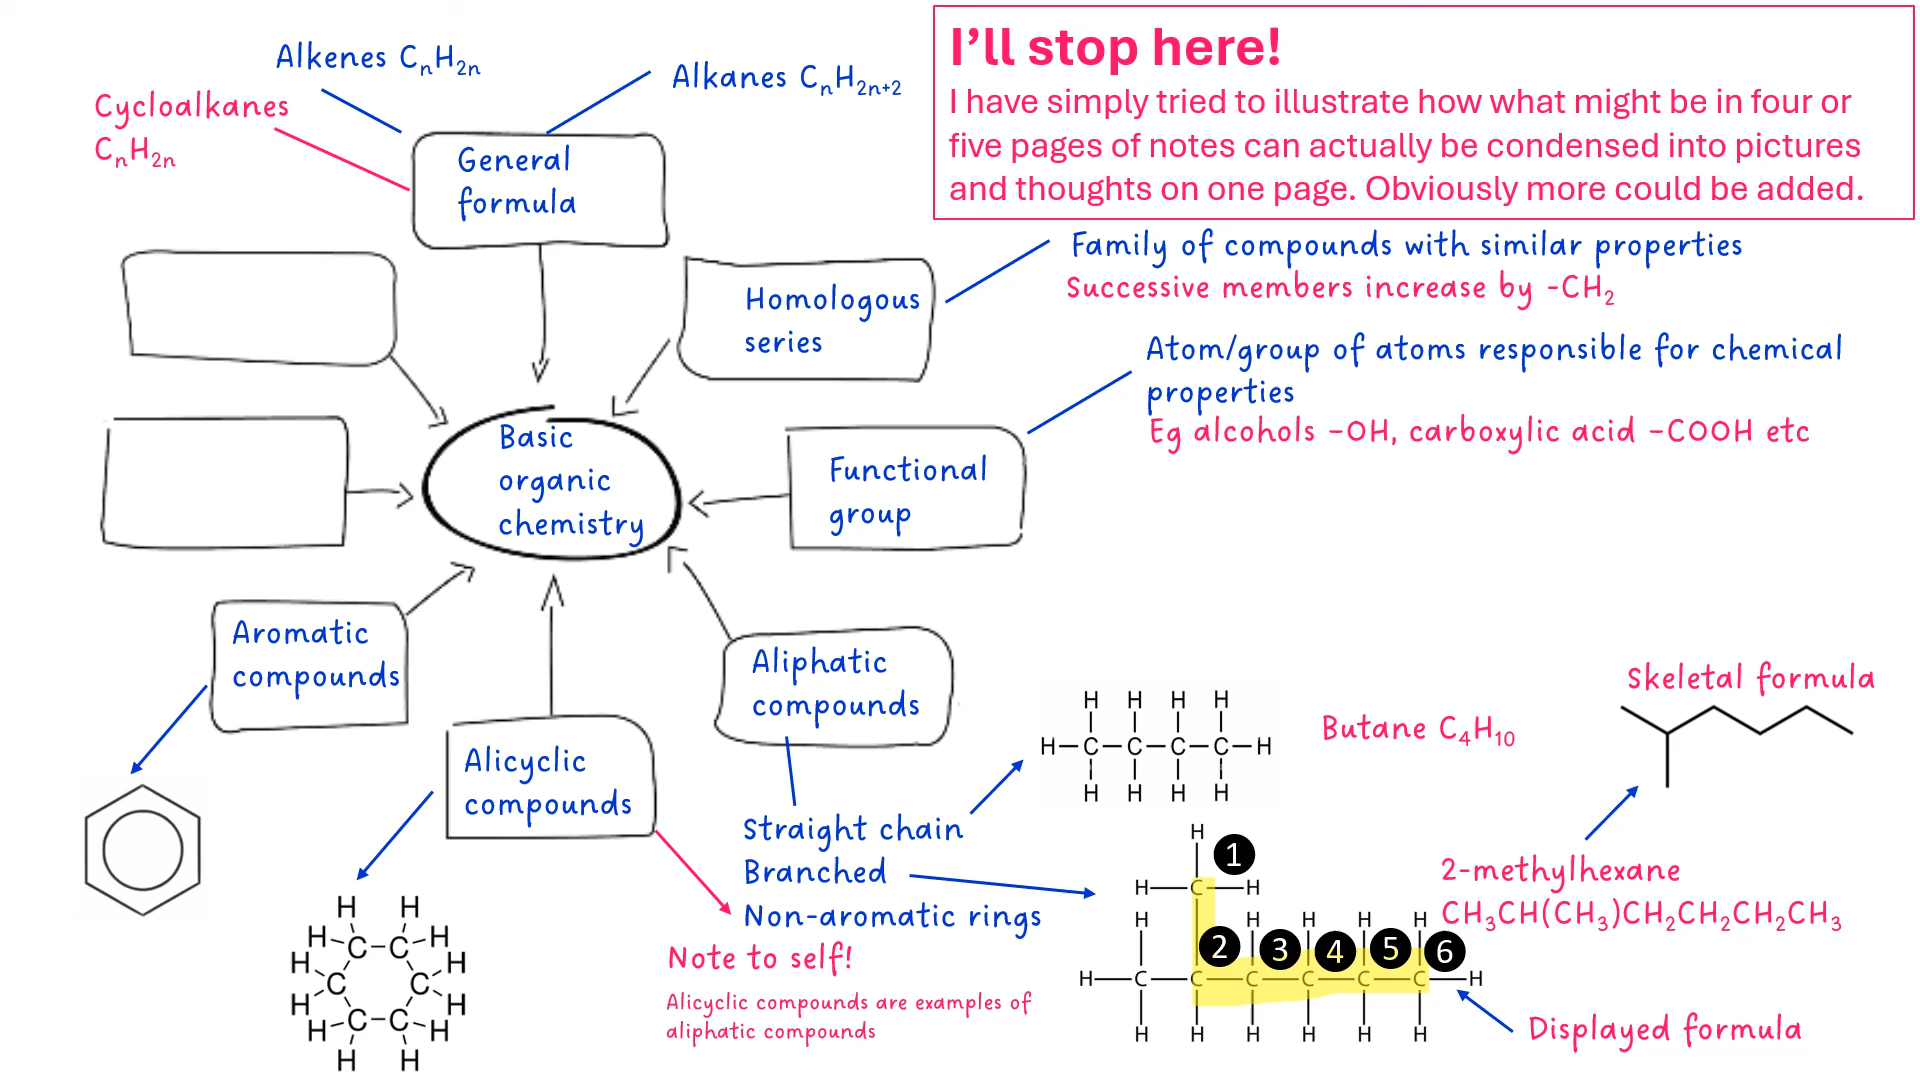 I'll stop here!
I have simply tried to illustrate how what might be in four or
five pages of notes can actually be condensed into pictures
and thoughts on one page. Obviously more could be added.
Alkenes CₙH₂ₙ
Alkanes CₙH₂ₙ₊₂
Cycloalkanes
CₙH₂ₙ
General
formula
Homologous
series
Family of compounds with similar properties
Successive members increase by -CH₂
Atom/group of atoms responsible for chemical
properties
Eg alcohols –OH, carboxylic acid –COOH etc
Functional
group
Basic
organic
chemistry
Aromatic
compounds
Alicyclic
compounds
Aliphatic
compounds
Straight chain
Branched
Non-aromatic rings
Note to self!
Alicyclic compounds are examples of
aliphatic compounds
H H H H
H C C C C H
H H H H
Butane C₄H₁₀
Skeletal formula
2-methylhexane
CH₃CH(CH₃)CH₂CH₂CH₂CH₃
Displayed formula
H 1
H C H
H 2 H 3 H 4 H 5 H 6
H C C C C C C H
H H H H H H
H H
H C C H
H H
C C
H H
H C C H
H H